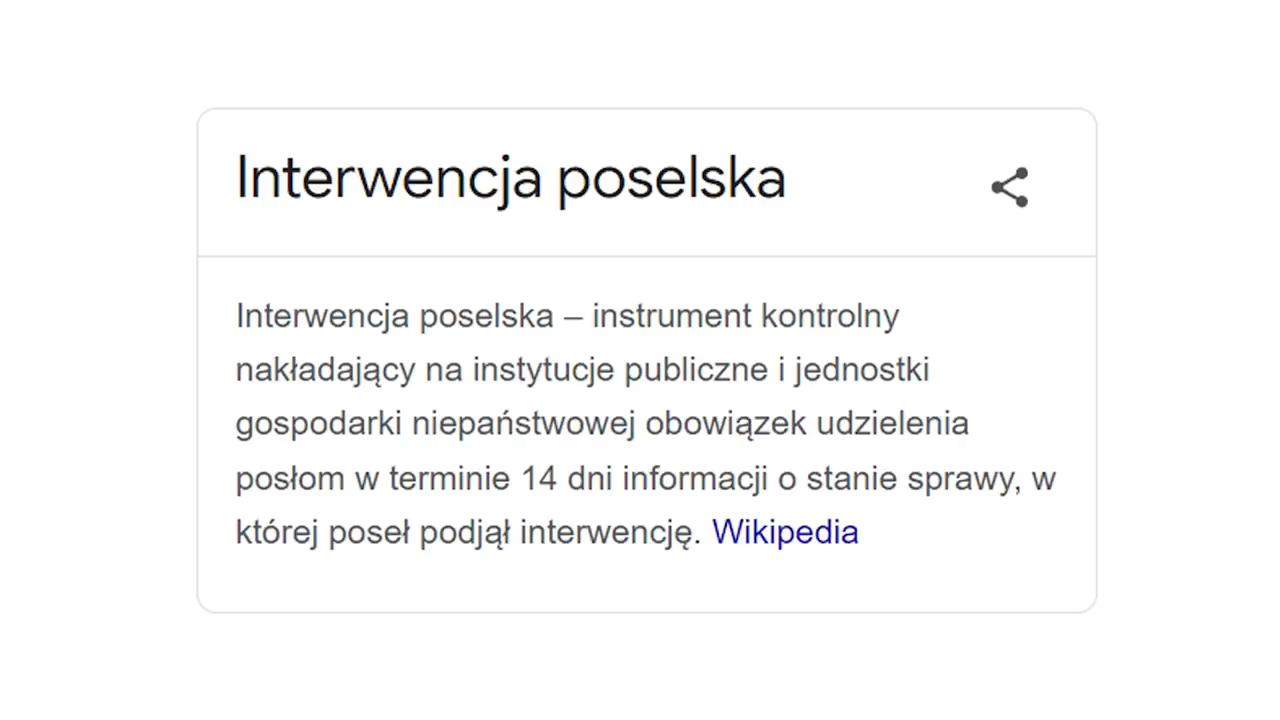 Interwencja poselska
Interwencja poselska – instrument kontrolny
nakładający na instytucje publiczne i jednostki
gospodarki niepaństwowej obowiązek udzielenia
posłom w terminie 14 dni informacji o stanie sprawy, w
której poseł podjął interwencję. Wikipedia